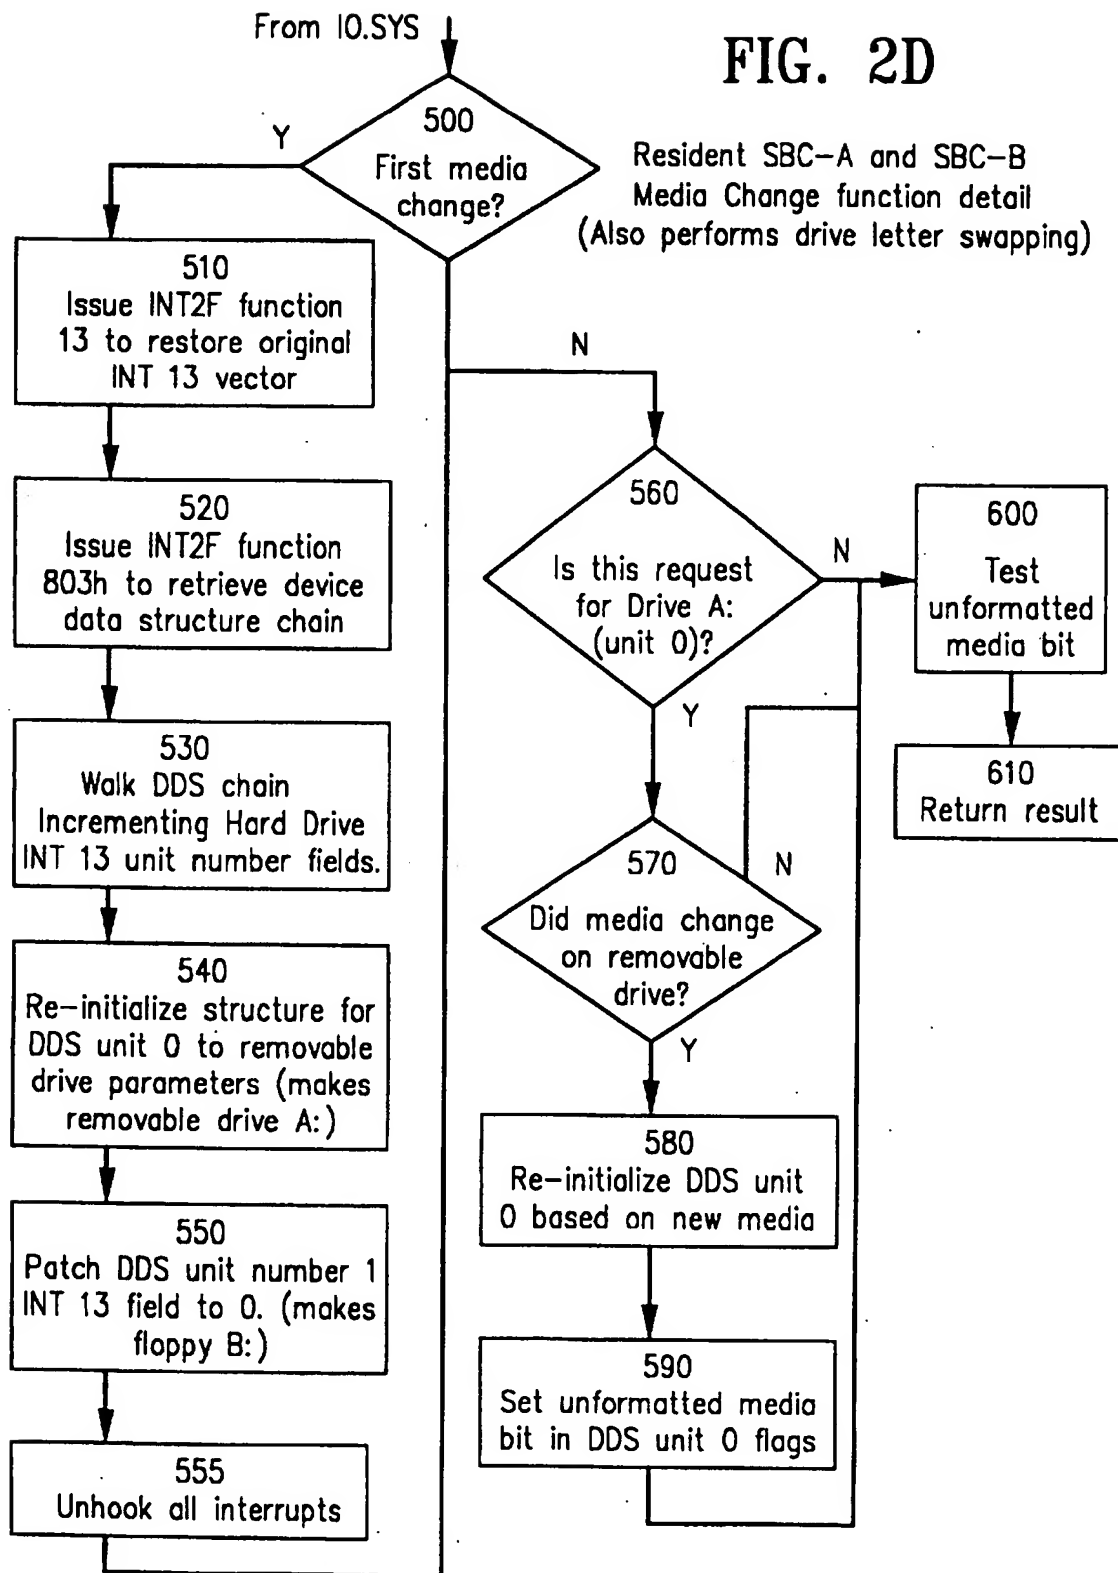 From IO.SYS
FIG. 2D
Resident SBC-A and SBC-B
Media Change function detail
(Also performs drive letter swapping)
500
First media
change?
Y
N
510
Issue INT2F function
13 to restore original
INT 13 vector
520
Issue INT2F function
803h to retrieve device
data structure chain
530
Walk DDS chain
Incrementing Hard Drive
INT 13 unit number fields.
540
Re-initialize structure for
DDS unit 0 to removable
drive parameters (makes
removable drive A:)
550
Patch DDS unit number 1
INT 13 field to 0. (makes
floppy B:)
555
Unhook all interrupts
560
Is this request
for Drive A:
(unit 0)?
N
Y
570
Did media change
on removable
drive?
N
Y
580
Re-initialize DDS unit
0 based on new media
590
Set unformatted media
bit in DDS unit 0 flags
600
Test
unformatted
media bit
610
Return result